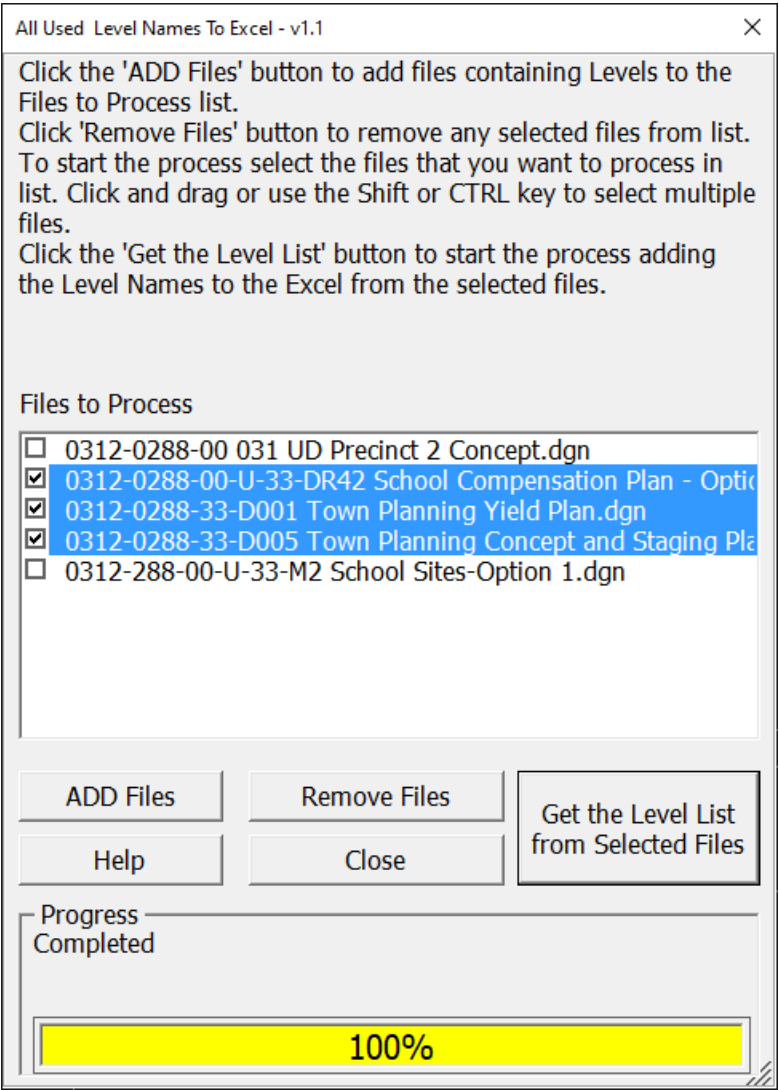 All Used  Level Names To Excel - v1.1
Click the 'ADD Files' button to add files containing Levels to the
Files to Process list.
Click 'Remove Files' button to remove any selected files from list.
To start the process select the files that you want to process in
list. Click and drag or use the Shift or CTRL key to select multiple
files.
Click the 'Get the Level List' button to start the process adding
the Level Names to the Excel from the selected files.
Files to Process
0312-0288-00 031 UD Precinct 2 Concept.dgn
0312-0288-00-U-33-DR42 School Compensation Plan - Optio
0312-0288-33-D001 Town Planning Yield Plan.dgn
0312-0288-33-D005 Town Planning Concept and Staging Pla
0312-288-00-U-33-M2 School Sites-Option 1.dgn
ADD Files
Remove Files
Get the Level List
from Selected Files
Help
Close
Progress
Completed
100%